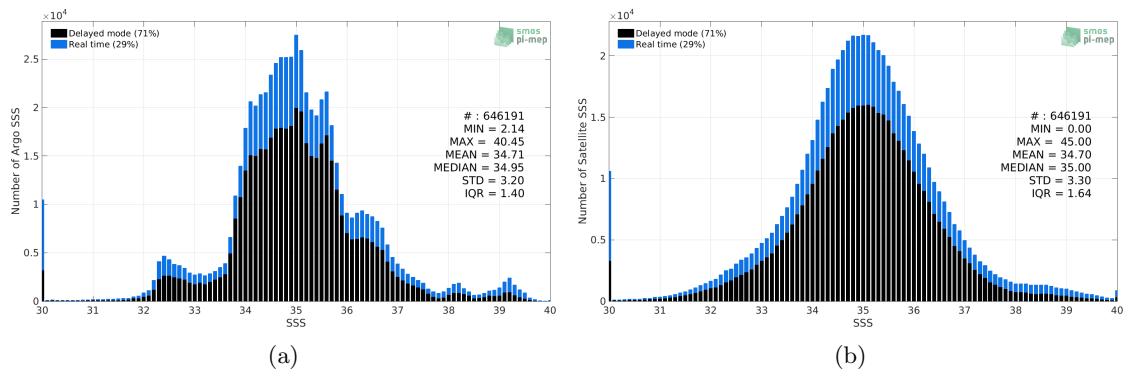 ×10⁴
Delayed mode (71%)
Real time (29%)
smos
pi-mep
# : 646191
MIN = 2.14
MAX = 40.45
MEAN = 34.71
MEDIAN = 34.95
STD = 3.20
IQR = 1.40
Number of Argo SSS
2.5
2
1.5
1
0.5
0
30 31 32 33 34 35 36 37 38 39 40
SSS
(a)
×10⁴
Delayed mode (71%)
Real time (29%)
smos
pi-mep
# : 646191
MIN = 0.00
MAX = 45.00
MEAN = 34.70
MEDIAN = 35.00
STD = 3.30
IQR = 1.64
Number of Satellite SSS
2
1.5
1
0.5
0
30 31 32 33 34 35 36 37 38 39 40
SSS
(b)